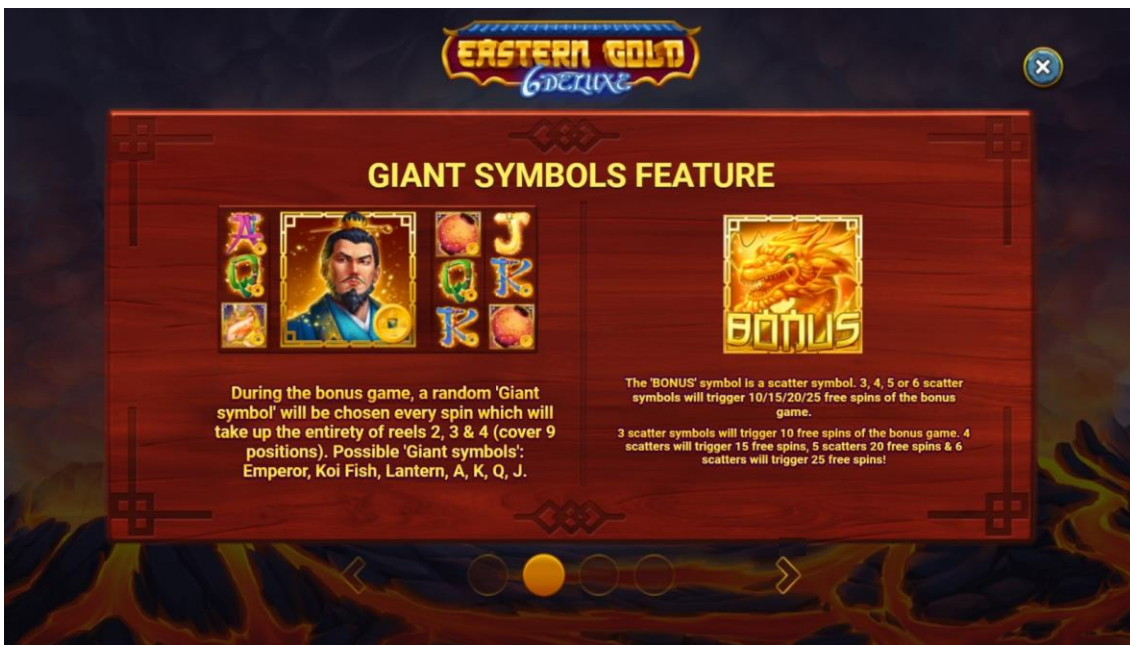 EASTERN GOLD
6 DELUXE
GIANT SYMBOLS FEATURE
A
J
Q
Q
K
K
BONUS
During the bonus game, a random 'Giant
symbol' will be chosen every spin which will
take up the entirety of reels 2, 3 & 4 (cover 9
positions). Possible 'Giant symbols':
Emperor, Koi Fish, Lantern, A, K, Q, J.
The 'BONUS' symbol is a scatter symbol. 3, 4, 5 or 6 scatter
symbols will trigger 10/15/20/25 free spins of the bonus
game.
3 scatter symbols will trigger 10 free spins of the bonus game. 4
scatters will trigger 15 free spins, 5 scatters 20 free spins & 6
scatters will trigger 25 free spins!